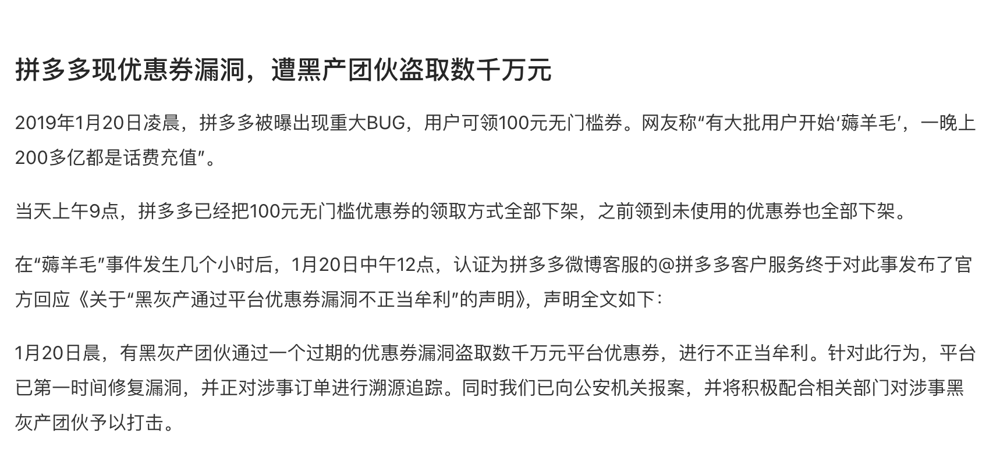 拼多多现优惠券漏洞，遭黑产团伙盗取数千万元
2019年1月20日凌晨，拼多多被曝出现重大BUG，用户可领100元无门槛券。网友称“有大批用户开始‘薅羊毛’，一晚上
200多亿都是话费充值”。
当天上午9点，拼多多已经把100元无门槛优惠券的领取方式全部下架，之前领到未使用的优惠券也全部下架。
在“薅羊毛”事件发生几个小时后，1月20日中午12点，认证为拼多多微博客服的@拼多多客户服务终于对此事发布了官
方回应《关于“黑灰产通过平台优惠券漏洞不正当牟利”的声明》，声明全文如下：
1月20日晨，有黑灰产团伙通过一个过期的优惠券漏洞盗取数千万元平台优惠券，进行不正当牟利。针对此行为，平台
已第一时间修复漏洞，并正对涉事订单进行溯源追踪。同时我们已向公安机关报案，并将积极配合相关部门对涉事黑
灰产团伙予以打击。